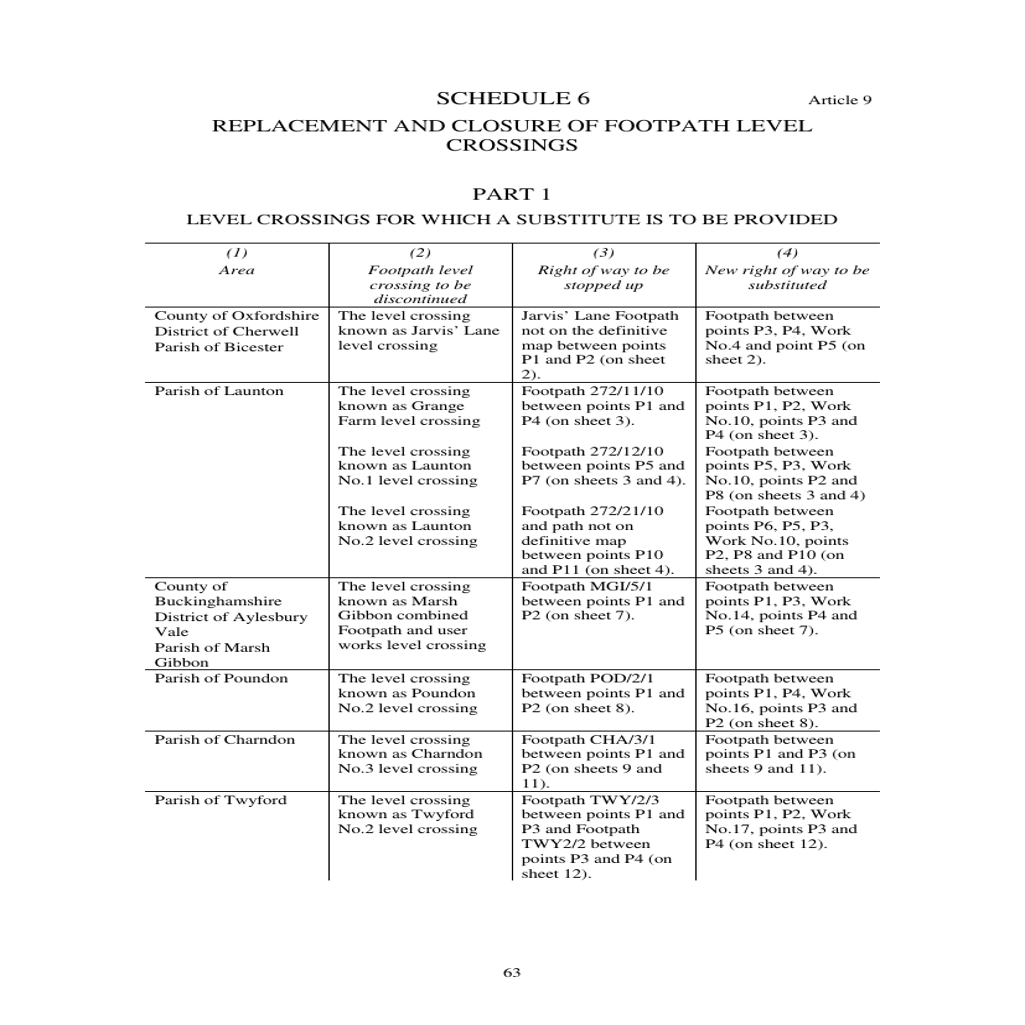 SCHEDULE 6
Article 9
REPLACEMENT AND CLOSURE OF FOOTPATH LEVEL
CROSSINGS
PART 1
LEVEL CROSSINGS FOR WHICH A SUBSTITUTE IS TO BE PROVIDED
(1)
Area
(2)
Footpath level
crossing to be
discontinued
(3)
Right of way to be
stopped up
(4)
New right of way to be
substituted
County of Oxfordshire
District of Cherwell
Parish of Bicester
The level crossing
known as Jarvis’ Lane
level crossing
Jarvis’ Lane Footpath
not on the definitive
map between points
P1 and P2 (on sheet
2).
Footpath between
points P3, P4, Work
No.4 and point P5 (on
sheet 2).
Parish of Launton
The level crossing
known as Grange
Farm level crossing
Footpath 272/11/10
between points P1 and
P4 (on sheet 3).
Footpath between
points P1, P2, Work
No.10, points P3 and
P4 (on sheet 3).
The level crossing
known as Launton
No.1 level crossing
Footpath 272/12/10
between points P5 and
P7 (on sheets 3 and 4).
Footpath between
points P5, P3, Work
No.10, points P2 and
P8 (on sheets 3 and 4)
The level crossing
known as Launton
No.2 level crossing
Footpath 272/21/10
and path not on
definitive map
between points P10
and P11 (on sheet 4).
Footpath between
points P6, P5, P3,
Work No.10, points
P2, P8 and P10 (on
sheets 3 and 4).
County of
Buckinghamshire
District of Aylesbury
Vale
Parish of Marsh
Gibbon
The level crossing
known as Marsh
Gibbon combined
Footpath and user
works level crossing
Footpath MGI/5/1
between points P1 and
P2 (on sheet 7).
Footpath between
points P1, P3, Work
No.14, points P4 and
P5 (on sheet 7).
Parish of Poundon
The level crossing
known as Poundon
No.2 level crossing
Footpath POD/2/1
between points P1 and
P2 (on sheet 8).
Footpath between
points P1, P4, Work
No.16, points P3 and
P2 (on sheet 8).
Parish of Charndon
The level crossing
known as Charndon
No.3 level crossing
Footpath CHA/3/1
between points P1 and
P2 (on sheets 9 and
11).
Footpath between
points P1 and P3 (on
sheets 9 and 11).
Parish of Twyford
The level crossing
known as Twyford
No.2 level crossing
Footpath TWY/2/3
between points P1 and
P3 and Footpath
TWY2/2 between
points P3 and P4 (on
sheet 12).
Footpath between
points P1, P2, Work
No.17, points P3 and
P4 (on sheet 12).
63